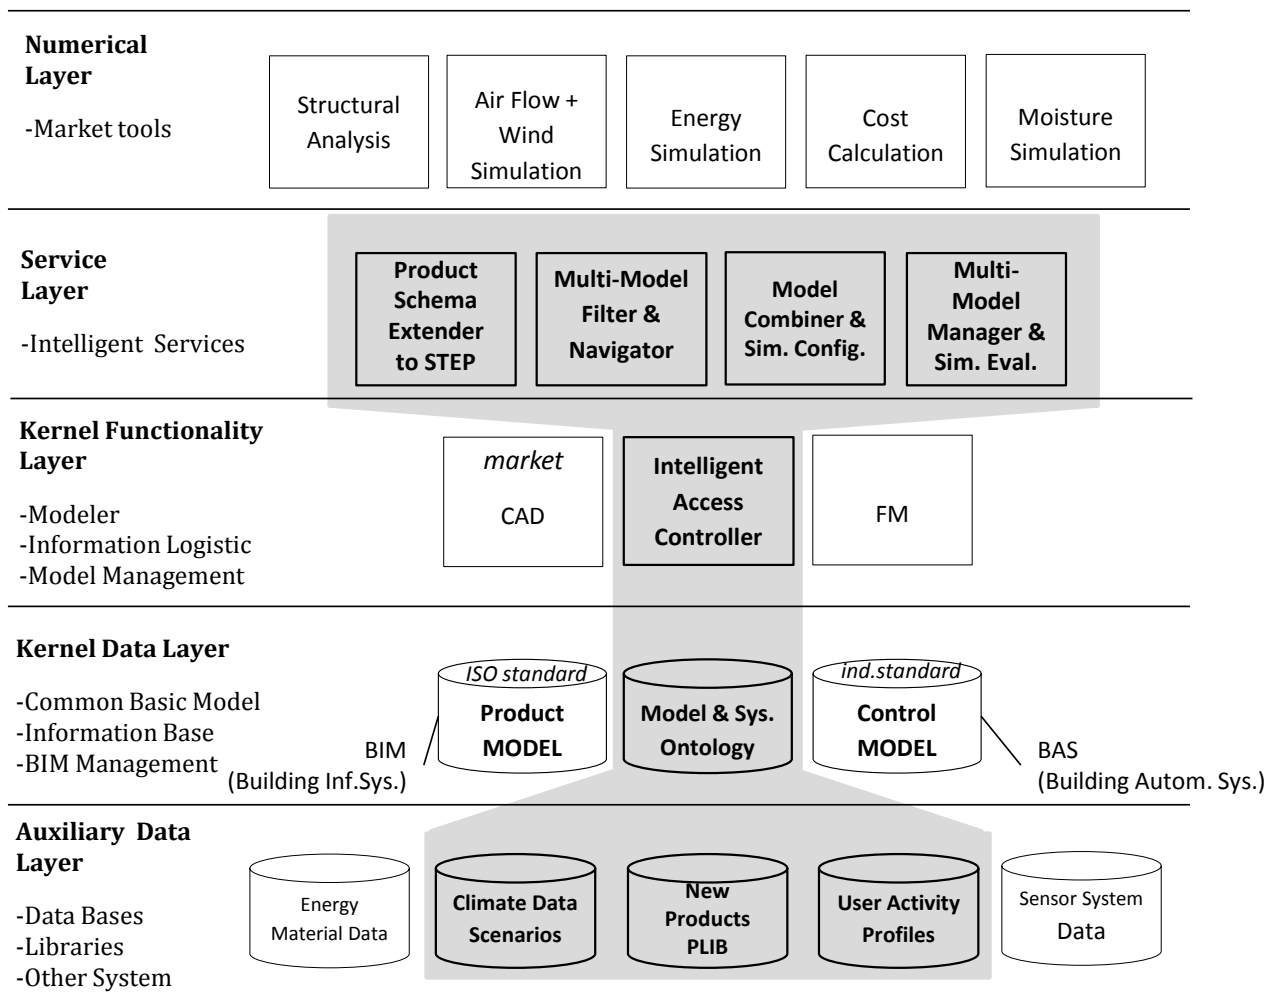 Numerical
Layer
-Market tools
Structural
Analysis
Air Flow +
Wind
Simulation
Energy
Simulation
Cost
Calculation
Moisture
Simulation
Service
Layer
-Intelligent Services
Product
Schema
Extender
to STEP
Multi-Model
Filter &
Navigator
Model
Combiner &
Sim. Config.
Multi-
Model
Manager &
Sim. Eval.
Kernel Functionality
Layer
-Modeler
-Information Logistic
-Model Management
market
CAD
Intelligent
Access
Controller
FM
Kernel Data Layer
-Common Basic Model
-Information Base
-BIM Management
BIM
(Building Inf.Sys.)
ISO standard
Product
MODEL
Model & Sys.
Ontology
ind.standard
Control
MODEL
BAS
(Building Autom. Sys.)
Auxiliary Data
Layer
-Data Bases
-Libraries
-Other System
Energy
Material Data
Climate Data
Scenarios
New
Products
PLIB
User Activity
Profiles
Sensor System
Data